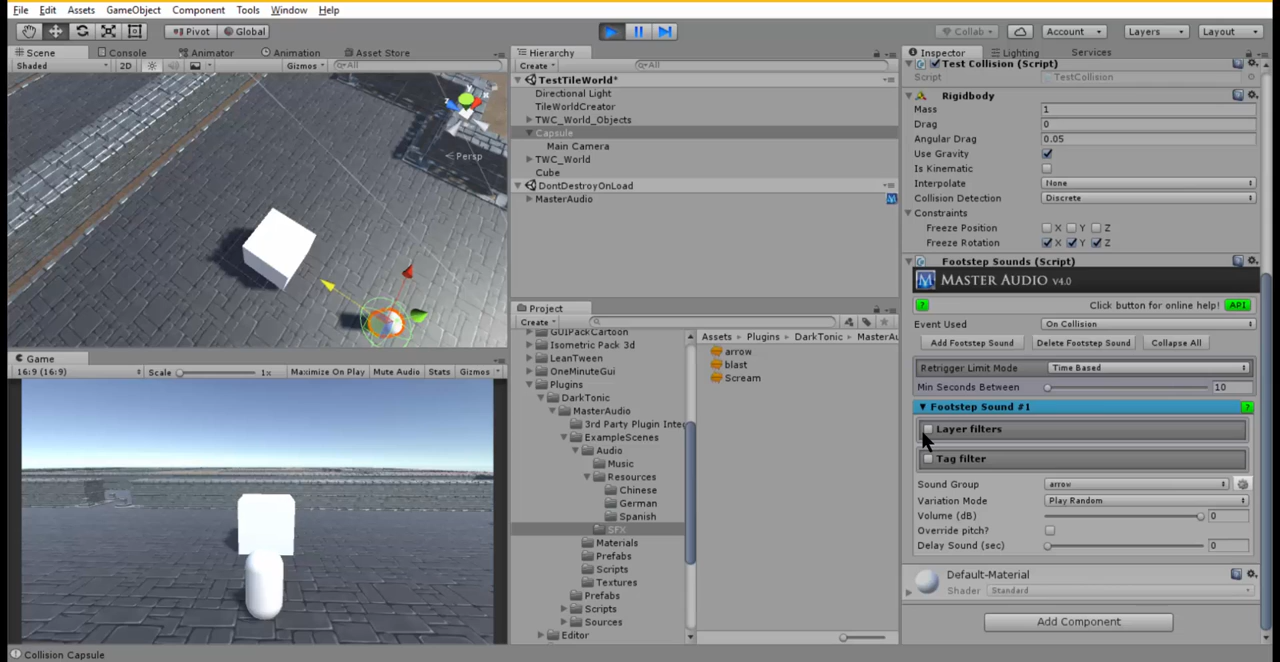 File Edit Assets GameObject Component Tools Window Help
Pivot Global Collab Account Layers Layout
Scene Console Animator Animation Asset Store
Shaded 2D Gizmos All
Persp
Game
16:9 (16:9) Scale 1x Maximize On Play Mute Audio Stats Gizmos
Hierarchy
Create All
TestTileWorld*
Directional Light
TileWorldCreator
TWC_World_Objects
Capsule
Main Camera
TWC_World
Cube
DontDestroyOnLoad
MasterAudio
Project
Create
GUIPackCartoon
Isometric Pack 3d
LeanTween
OneMinuteGui
Plugins
DarkTonic
MasterAudio
3rd Party Plugin Inte
ExampleScenes
Audio
Music
Resources
Chinese
German
Spanish
SFX
Materials
Prefabs
Scripts
Textures
Prefabs
Scripts
Sources
Editor
Assets Plugins DarkTonic MasterAu
arrow
blast
Scream
Inspector Lighting Services
Test Collision (Script)
Script TestCollision
Rigidbody
Mass 1
Drag 0
Angular Drag 0.05
Use Gravity
Is Kinematic
Interpolate None
Collision Detection Discrete
Constraints
Freeze Position X Y Z
Freeze Rotation X Y Z
Footstep Sounds (Script)
MASTER AUDIO V4.0
? Click button for online help! API
Event Used On Collision
Add Footstep Sound Delete Footstep Sound Collapse All
Retrigger Limit Mode Time Based
Min Seconds Between 10
Footstep Sound #1 ?
Layer filters
Tag filter
Sound Group arrow
Variation Mode Play Random
Volume (dB) 0
Override pitch?
Delay Sound (sec) 0
Default-Material
Shader Standard
Add Component
Collision Capsule